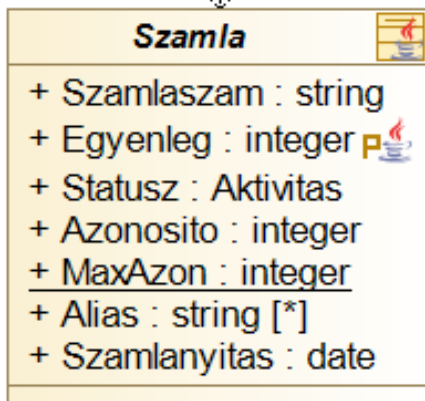 Szamla
+ Szamlaszam : string
+ Egyenleg : integer P
+ Statusz : Aktivitas
+ Azonosito : integer
+ MaxAzon : integer
+ Alias : string [*]
+ Szamlanyitas : date